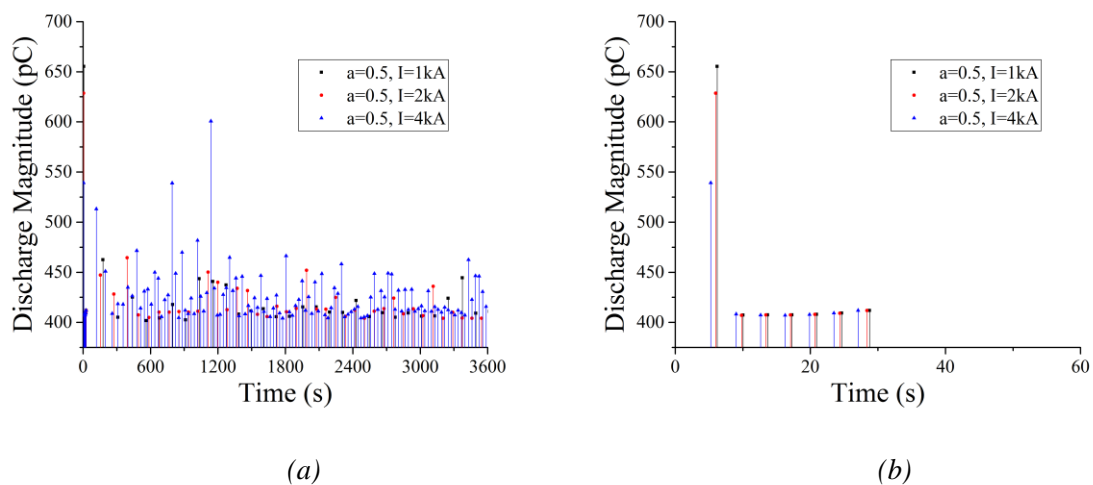 700
650
600
550
500
450
400
Discharge Magnitude (pC)
a=0.5, I=1kA
a=0.5, I=2kA
a=0.5, I=4kA
0 600 1200 1800 2400 3000 3600
Time (s)
(a)
700
650
600
550
500
450
400
Discharge Magnitude (pC)
a=0.5, I=1kA
a=0.5, I=2kA
a=0.5, I=4kA
0 20 40 60
Time (s)
(b)